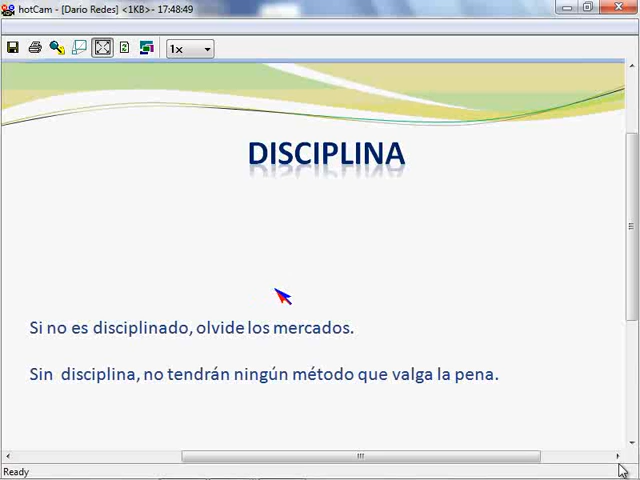 hotCam - [Dario Redes] <1KB> - 17:48:49
1x
DISCIPLINA
Si no es disciplinado, olvide los mercados.
Sin disciplina, no tendrán ningún método que valga la pena.
Ready